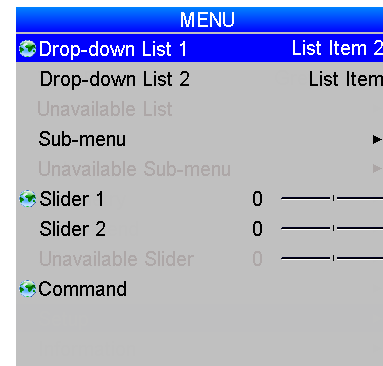 MENU
Drop-down List 1 List Item 2
Drop-down List 2 List Item
Unavailable List
Sub-menu
Unavailable Sub-menu
Slider 1 0
Slider 2 0
Unavailable Slider 0
Command